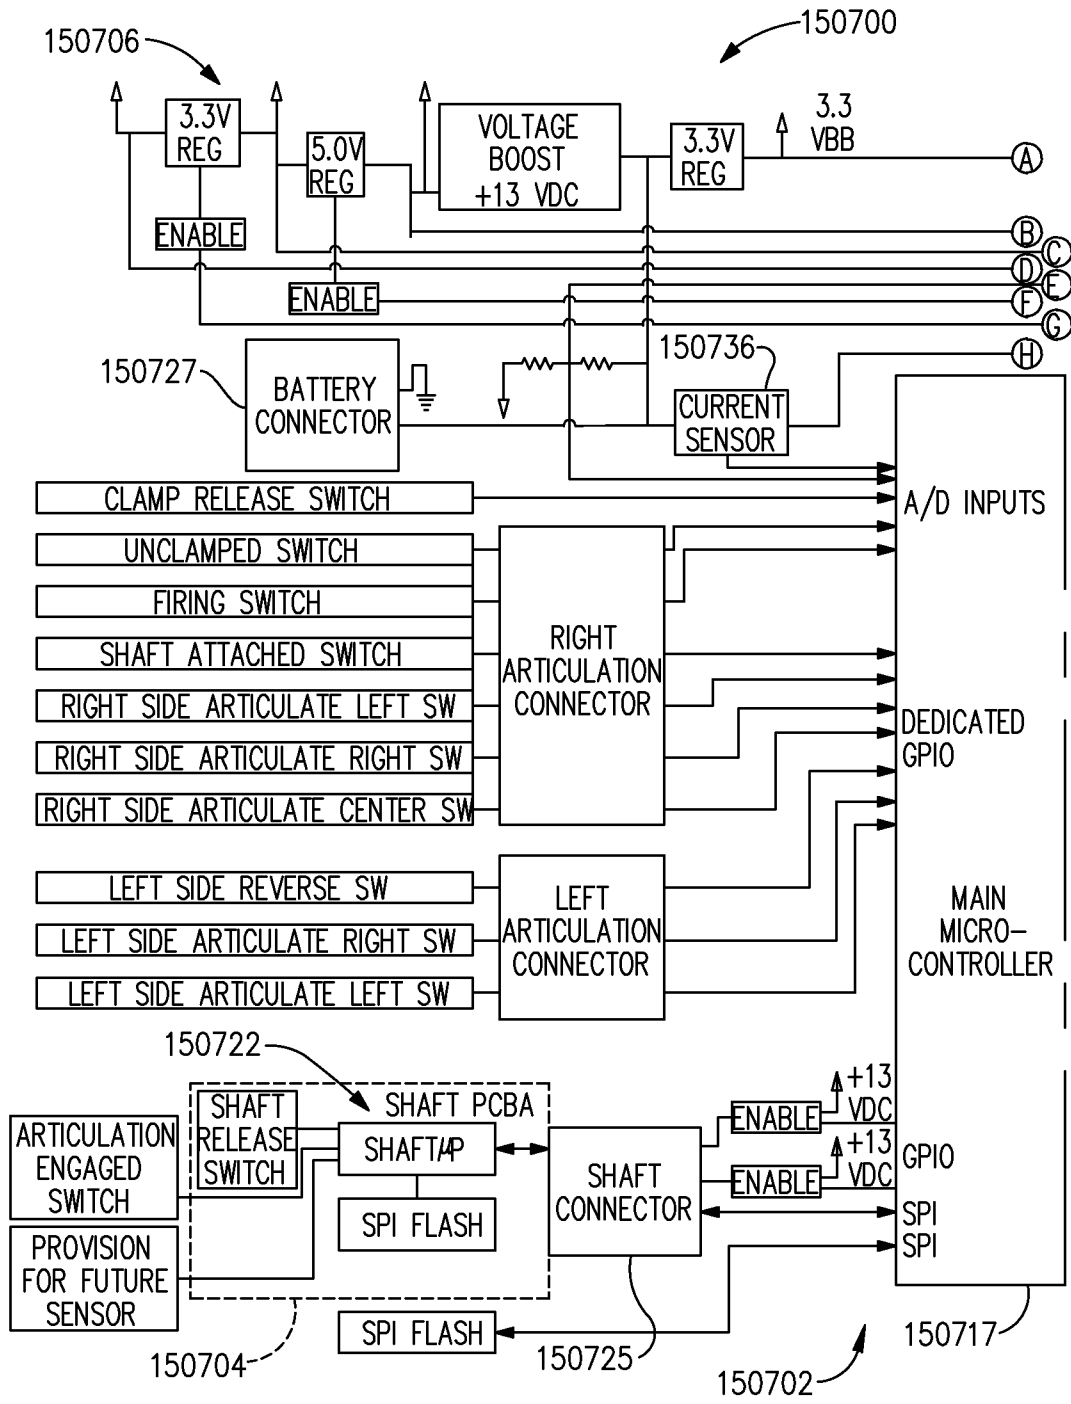 150706
150700
3.3V
REG
5.0V
REG
VOLTAGE
BOOST
+13 VDC
3.3V
REG
3.3
VBB
A
ENABLE
B
C
D
E
ENABLE
F
G
150727
150736
H
BATTERY
CONNECTOR
CURRENT
SENSOR
CLAMP RELEASE SWITCH
A/D INPUTS
UNCLAMPED SWITCH
FIRING SWITCH
SHAFT ATTACHED SWITCH
RIGHT SIDE ARTICULATE LEFT SW
RIGHT SIDE ARTICULATE RIGHT SW
RIGHT SIDE ARTICULATE CENTER SW
RIGHT
ARTICULATION
CONNECTOR
DEDICATED
GPIO
LEFT SIDE REVERSE SW
LEFT SIDE ARTICULATE RIGHT SW
LEFT SIDE ARTICULATE LEFT SW
LEFT
ARTICULATION
CONNECTOR
MAIN
MICRO-
CONTROLLER
150722
SHAFT PCBA
SHAFT
RELEASE
SWITCH
SHAFT μP
ARTICULATION
ENGAGED
SWITCH
SPI FLASH
PROVISION
FOR FUTURE
SENSOR
SHAFT
CONNECTOR
ENABLE
+13
VDC
ENABLE
+13
VDC
GPIO
SPI
SPI
SPI FLASH
150704
150725
150702
150717